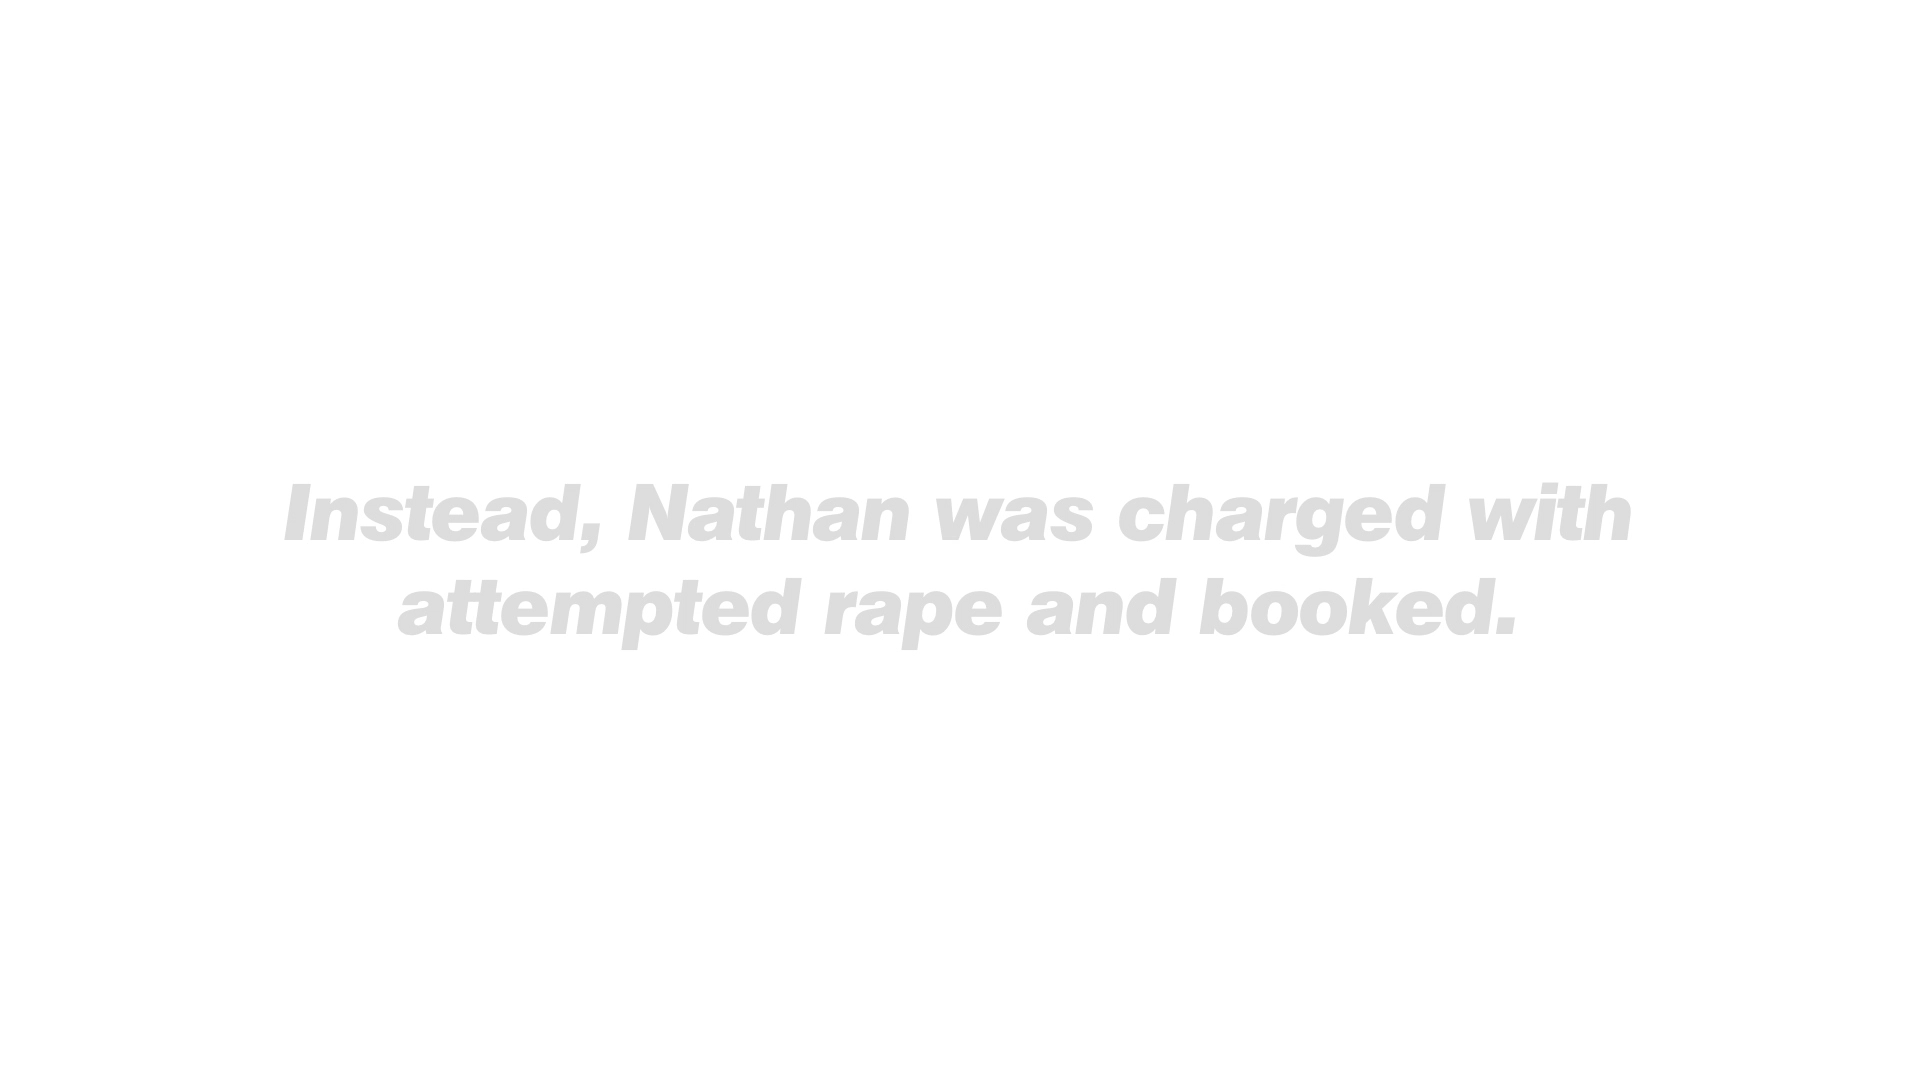 Instead, Nathan was charged with
attempted rape and booked.